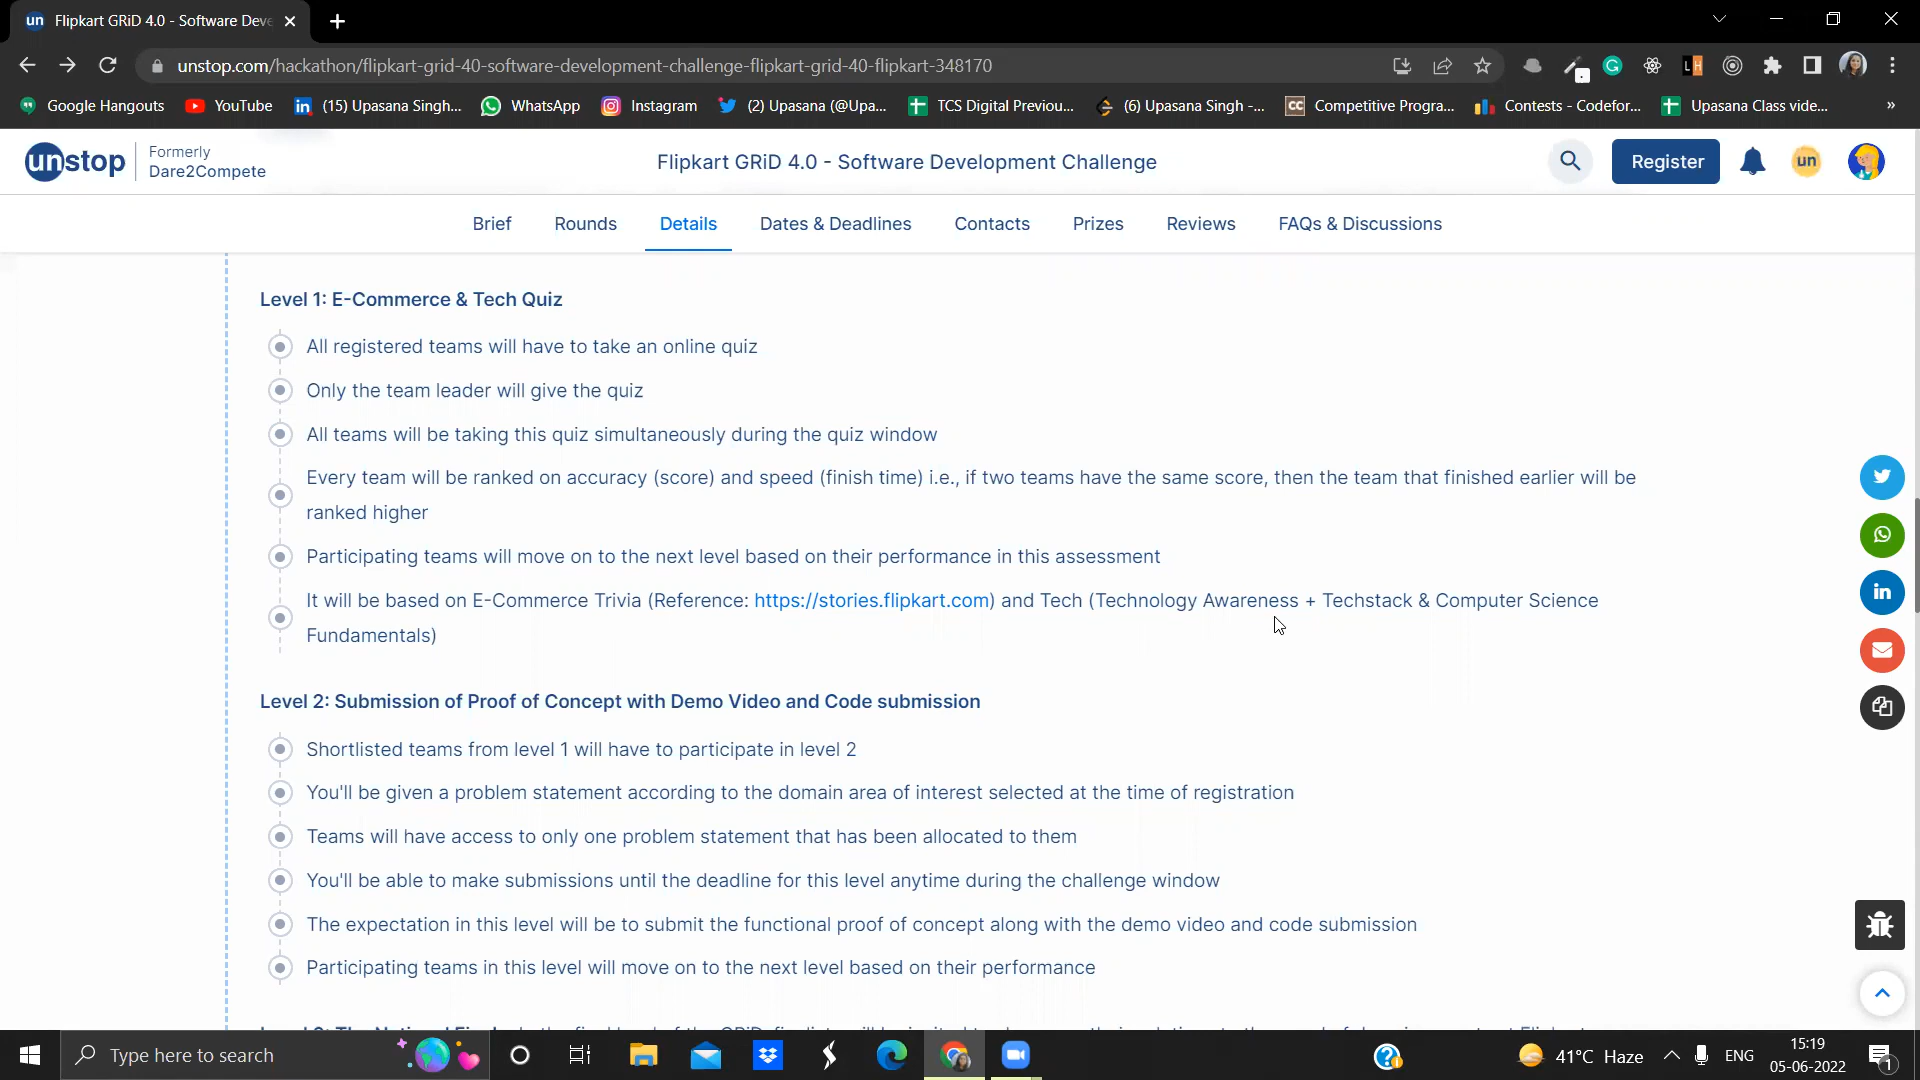 un Flipkart GRiD 4.0 - Software Deve
unstop.com/hackathon/flipkart-grid-40-software-development-challenge-flipkart-grid-40-flipkart-348170
Google Hangouts YouTube (15) Upasana Singh... WhatsApp Instagram (2) Upasana (@Upa... TCS Digital Previou... (6) Upasana Singh -... CC Competitive Progra... Contests - Codefor... Upasana Class vide... »
unstop Formerly
Dare2Compete
Flipkart GRiD 4.0 - Software Development Challenge
Register
un
Brief Rounds Details Dates & Deadlines Contacts Prizes Reviews FAQs & Discussions
Level 1: E-Commerce & Tech Quiz
All registered teams will have to take an online quiz
Only the team leader will give the quiz
All teams will be taking this quiz simultaneously during the quiz window
Every team will be ranked on accuracy (score) and speed (finish time) i.e., if two teams have the same score, then the team that finished earlier will be
ranked higher
Participating teams will move on to the next level based on their performance in this assessment
It will be based on E-Commerce Trivia (Reference: https://stories.flipkart.com) and Tech (Technology Awareness + Techstack & Computer Science
Fundamentals)
Level 2: Submission of Proof of Concept with Demo Video and Code submission
Shortlisted teams from level 1 will have to participate in level 2
You'll be given a problem statement according to the domain area of interest selected at the time of registration
Teams will have access to only one problem statement that has been allocated to them
You'll be able to make submissions until the deadline for this level anytime during the challenge window
The expectation in this level will be to submit the functional proof of concept along with the demo video and code submission
Participating teams in this level will move on to the next level based on their performance
Type here to search
41°C Haze
ENG
15:19
05-06-2022
1